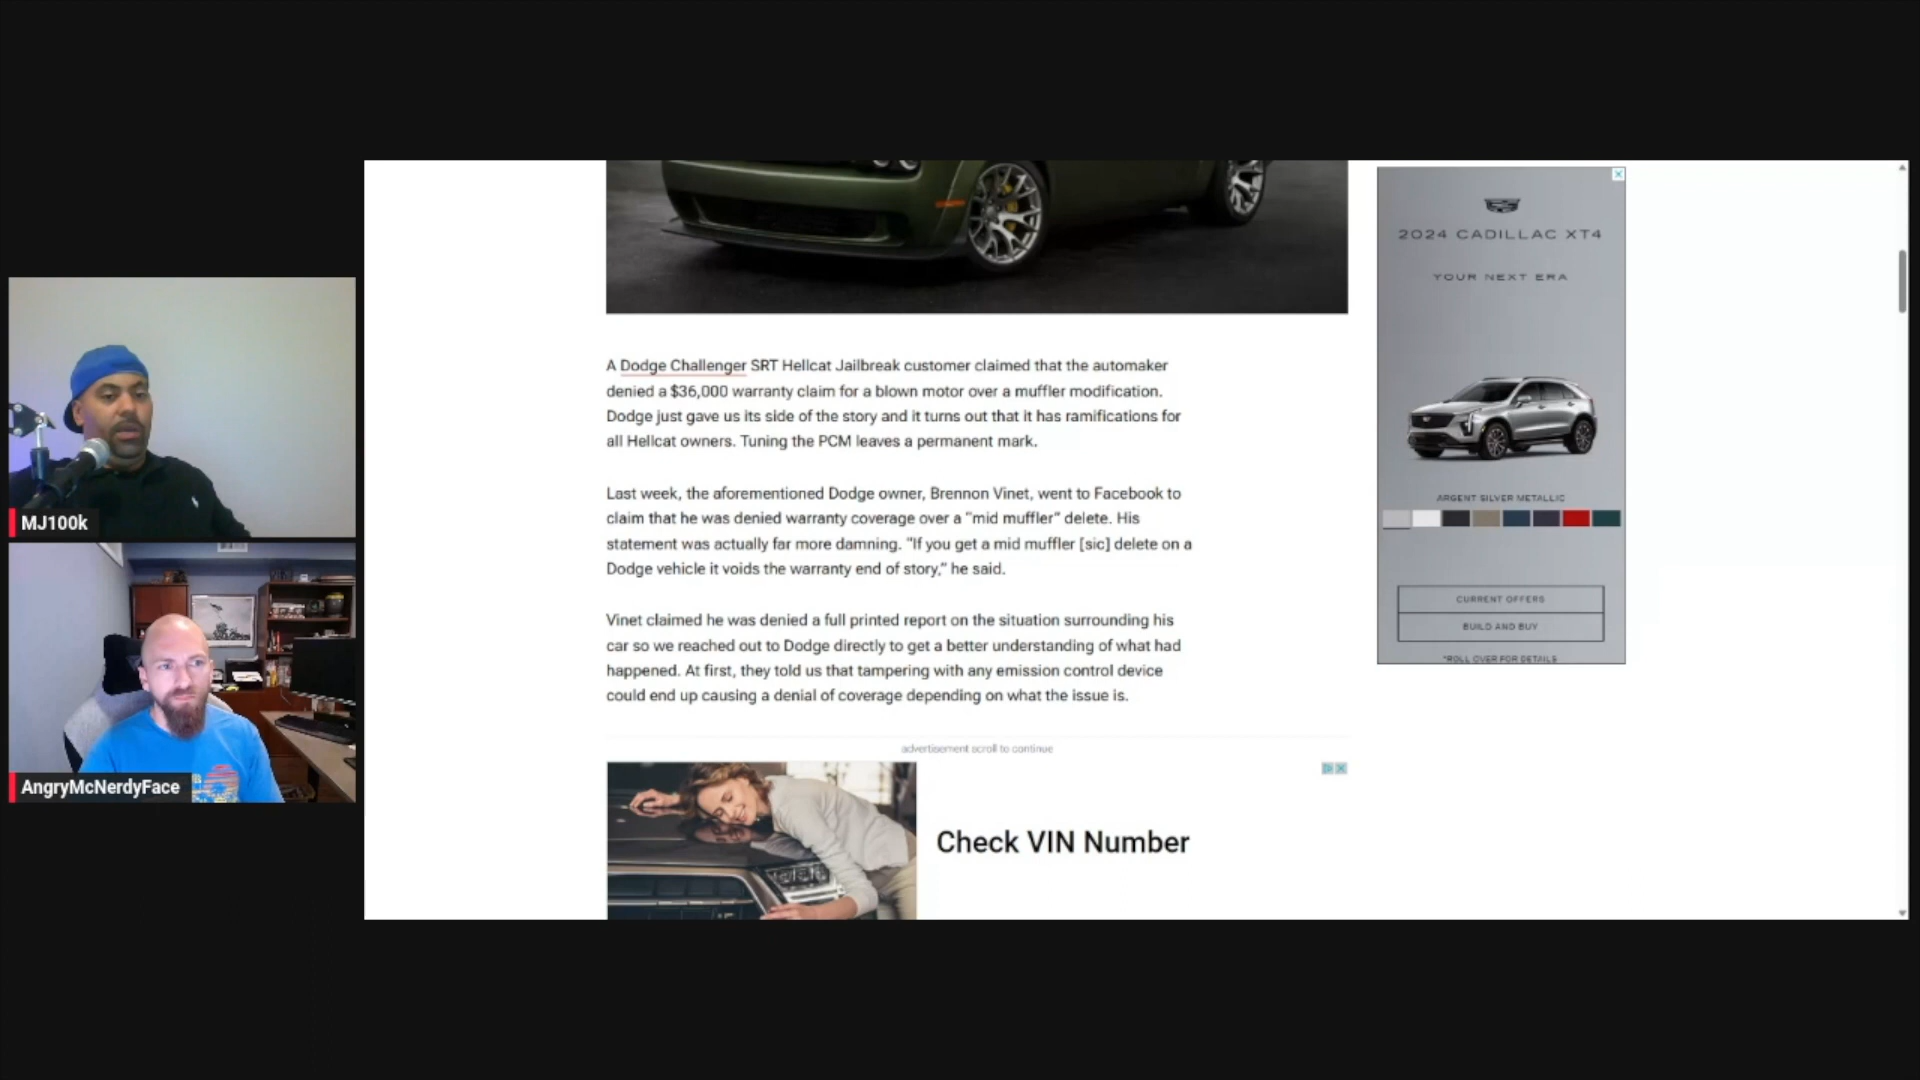 2024 CADILLAC XT4
YOUR NEXT ERA
A Dodge Challenger SRT Hellcat Jailbreak customer claimed that the automaker
denied a $36,000 warranty claim for a blown motor over a muffler modification.
Dodge just gave us its side of the story and it turns out that it has ramifications for
all Hellcat owners. Tuning the PCM leaves a permanent mark.
Last week, the aforementioned Dodge owner, Brennon Vinet, went to Facebook to
claim that he was denied warranty coverage over a "mid muffler" delete. His
statement was actually far more damning. "If you get a mid muffler [sic] delete on a
Dodge vehicle it voids the warranty end of story," he said.
Vinet claimed he was denied a full printed report on the situation surrounding his
car so we reached out to Dodge directly to get a better understanding of what had
happened. At first, they told us that tampering with any emission control device
could end up causing a denial of coverage depending on what the issue is.
ARGENT SILVER METALLIC
CURRENT OFFERS
BUILD AND BUY
*ROLL OVER FOR DETAILS
advertisement scroll to continue
Check VIN Number
MJ100k
AngryMcNerdyFace